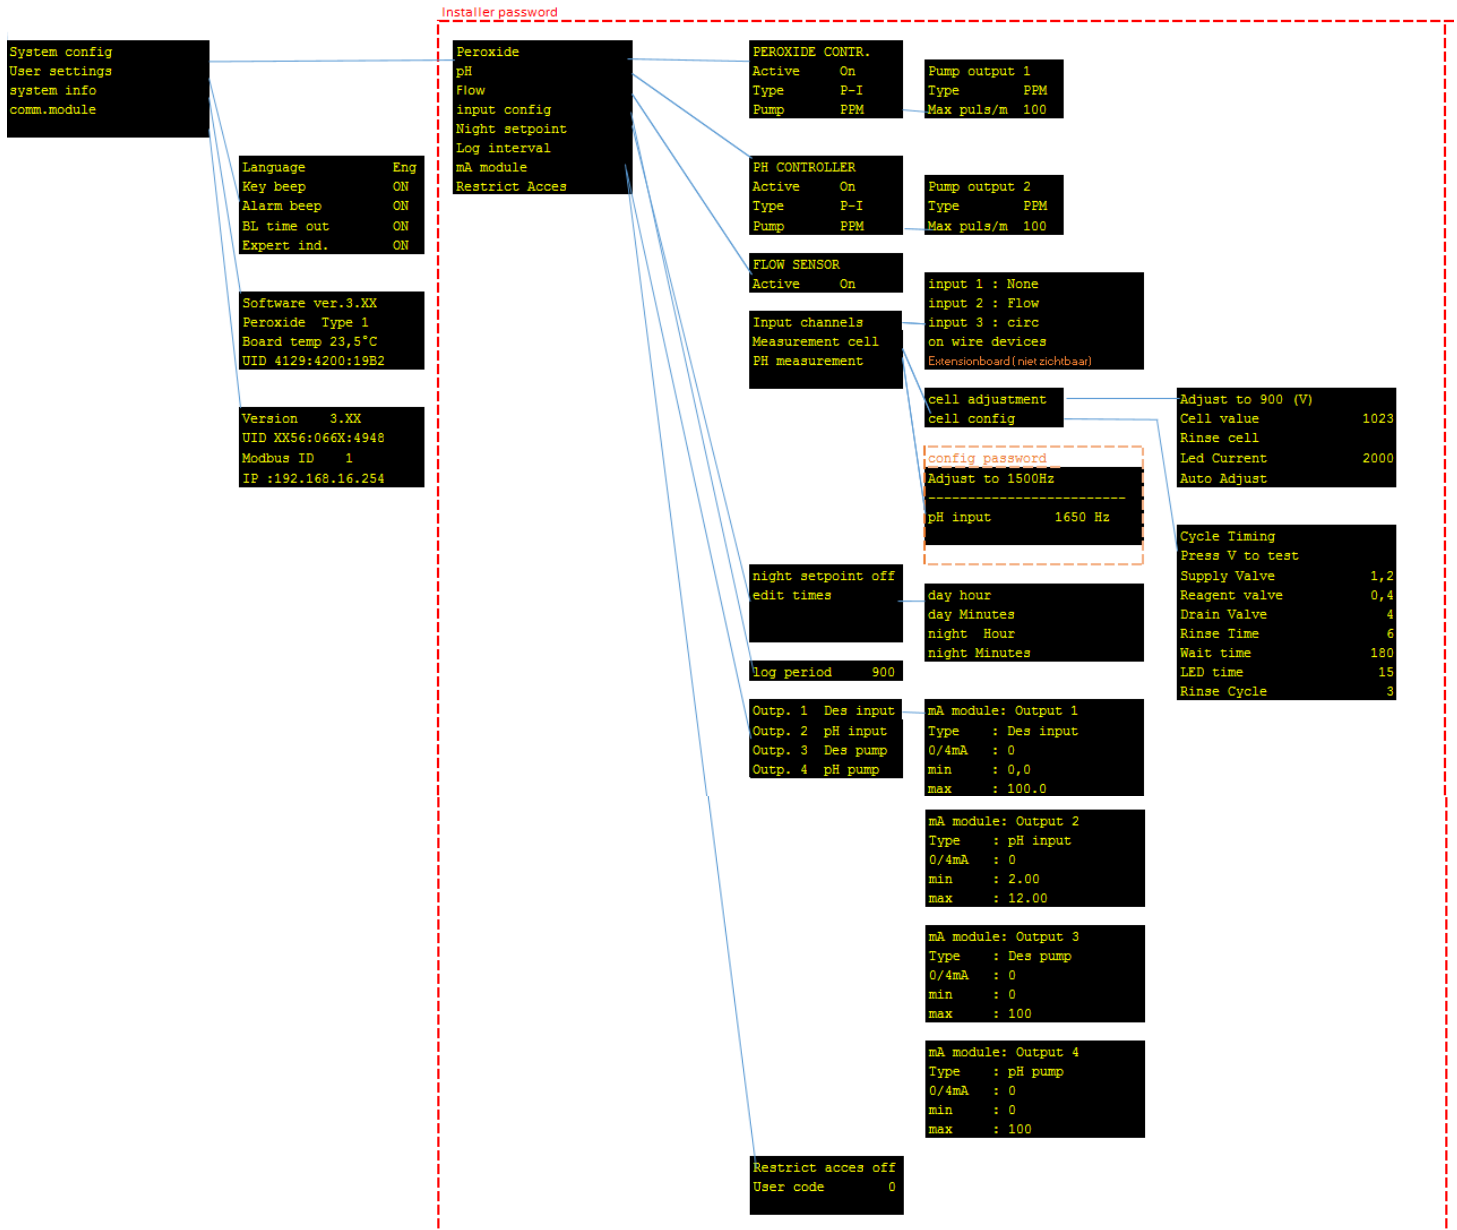 Installer password
System config
User settings
system info
comm.module
Language Eng
Key beep ON
Alarm beep ON
BL time out ON
Expert ind. ON
Software ver.3.XX
Peroxide Type 1
Board temp 23,5°C
UID 4129:4200:19B2
Version 3.XX
UID XX56:066X:4948
Modbus ID 1
IP :192.168.16.254
Peroxide
pH
Flow
input config
Night setpoint
Log interval
mA module
Restrict Acces
PEROXIDE CONTR.
Active On
Type P-I
Pump PPM
Pump output 1
Type PPM
Max puls/m 100
PH CONTROLLER
Active On
Type P-I
Pump PPM
Pump output 2
Type PPM
Max puls/m 100
FLOW SENSOR
Active On
Input channels
Measurement cell
PH measurement
input 1 : None
input 2 : Flow
input 3 : circ
on wire devices
Extensionboard ( niet zichtbaar)
cell adjustment
cell config
Adjust to 900 (V)
Cell value 1023
Rinse cell
Led Current 2000
Auto Adjust
config password
Adjust to 1500Hz
-------------------------
pH input 1650 Hz
Cycle Timing
Press V to test
Supply Valve 1,2
Reagent valve 0,4
Drain Valve 4
Rinse Time 6
Wait time 180
LED time 15
Rinse Cycle 3
night setpoint off
edit times
day hour
day Minutes
night Hour
night Minutes
log period 900
Outp. 1 Des input
Outp. 2 pH input
Outp. 3 Des pump
Outp. 4 pH pump
mA module: Output 1
Type : Des input
0/4mA : 0
min : 0,0
max : 100.0
mA module: Output 2
Type : pH input
0/4mA : 0
min : 2.00
max : 12.00
mA module: Output 3
Type : Des pump
0/4mA : 0
min : 0
max : 100
mA module: Output 4
Type : pH pump
0/4mA : 0
min : 0
max : 100
Restrict acces off
User code 0